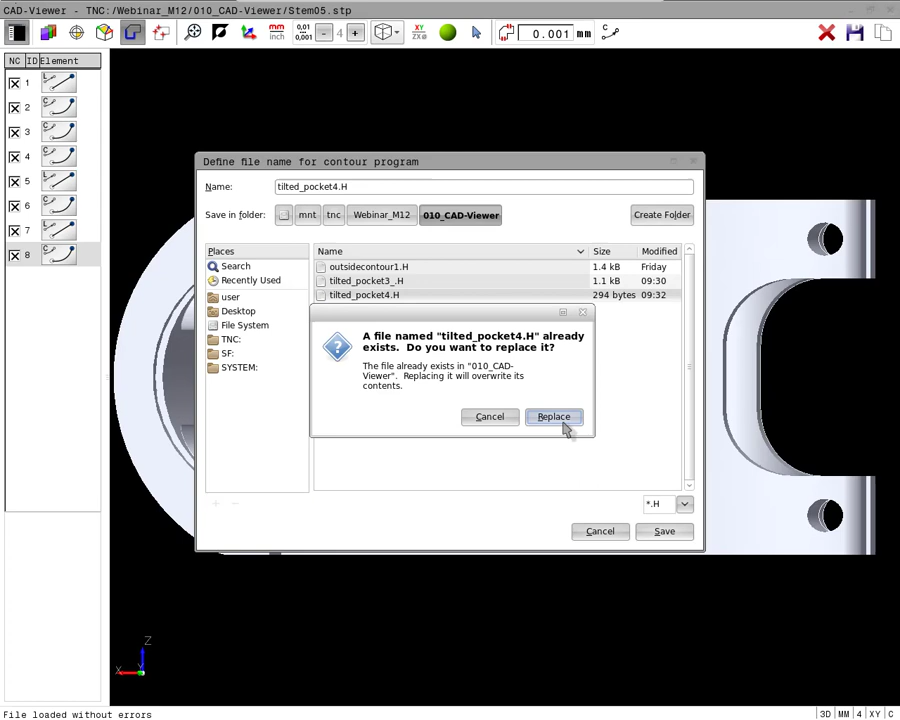 CAD-Viewer - TNC:/Webinar_M12/010_CAD-Viewer/Stem05.stp
mm
inch
0,01
0,001
- 4 +
XY
ZX
0.001 mm
NC ID Element
1 L
2 C
3 C
4 C
5 L
6 C
7 L
8 C
Define file name for contour program
Name: tilted_pocket4.H
Save in folder: mnt tnc Webinar_M12 010_CAD-Viewer Create Folder
Places
Search
Recently Used
user
Desktop
File System
TNC:
SF:
SYSTEM:
Name Size Modified
outsidecontour1.H 1.4 kB Friday
tilted_pocket3_.H 1.1 kB 09:30
tilted_pocket4.H 294 bytes 09:32
A file named "tilted_pocket4.H" already
exists. Do you want to replace it?
The file already exists in "010_CAD-
Viewer". Replacing it will overwrite its
contents.
Cancel Replace
*.H
Cancel Save
Z
X
Y
File loaded without errors
3D MM 4 XY C